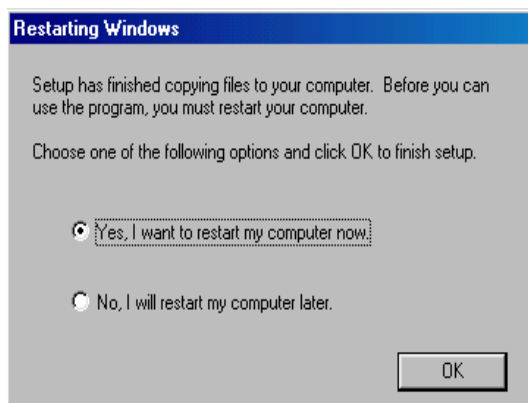 Restarting Windows
Setup has finished copying files to your computer. Before you can
use the program, you must restart your computer.
Choose one of the following options and click OK to finish setup.
Yes, I want to restart my computer now.
No, I will restart my computer later.
OK